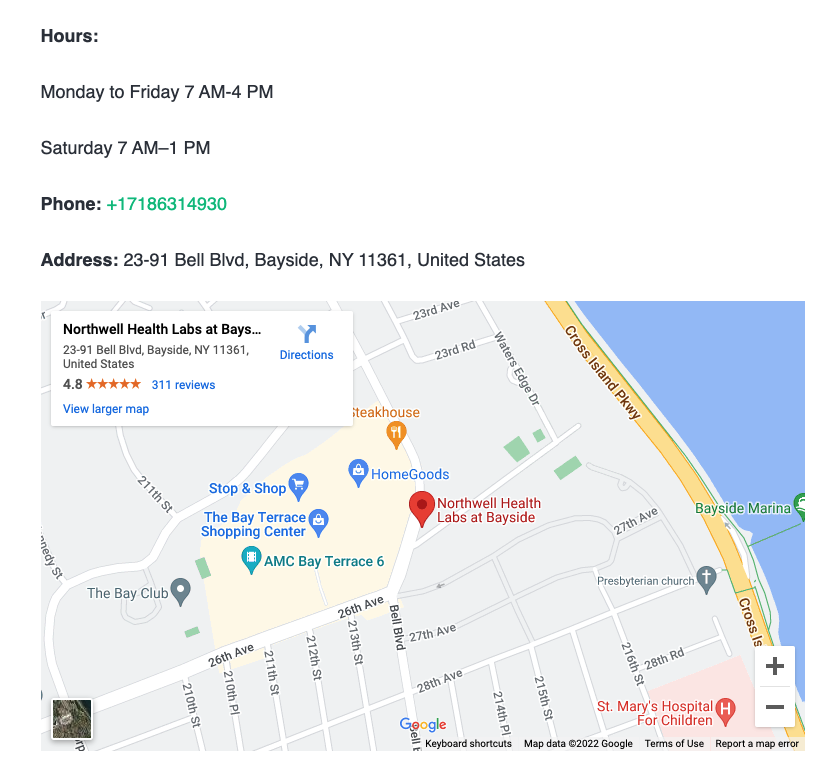 Hours:
Monday to Friday 7 AM-4 PM
Saturday 7 AM–1 PM
Phone: +17186314930
Address: 23-91 Bell Blvd, Bayside, NY 11361, United States
Northwell Health Labs at Bays...
23-91 Bell Blvd, Bayside, NY 11361,
United States
4.8
311 reviews
View larger map
Directions
23rd Ave
23rd Rd
Waters Edge Dr
Cross Island Pkwy
Steakhouse
HomeGoods
211th St
Stop & Shop
The Bay Terrace
Shopping Center
Northwell Health
Labs at Bayside
Bayside Marina
27th Ave
AMC Bay Terrace 6
nedy St
The Bay Club
Presbyterian church
26th Ave
Bell Blvd
Cross Is
27th Ave
213th St
212th St
26th Ave
211th St
210th Pl
210th St
28th Ave
216th St
28th Rd
215th St
214th Pl
St. Mary's Hospital
For Children
H
Google
Bell B
Keyboard shortcuts
Map data ©2022 Google
Terms of Use
Report a map error